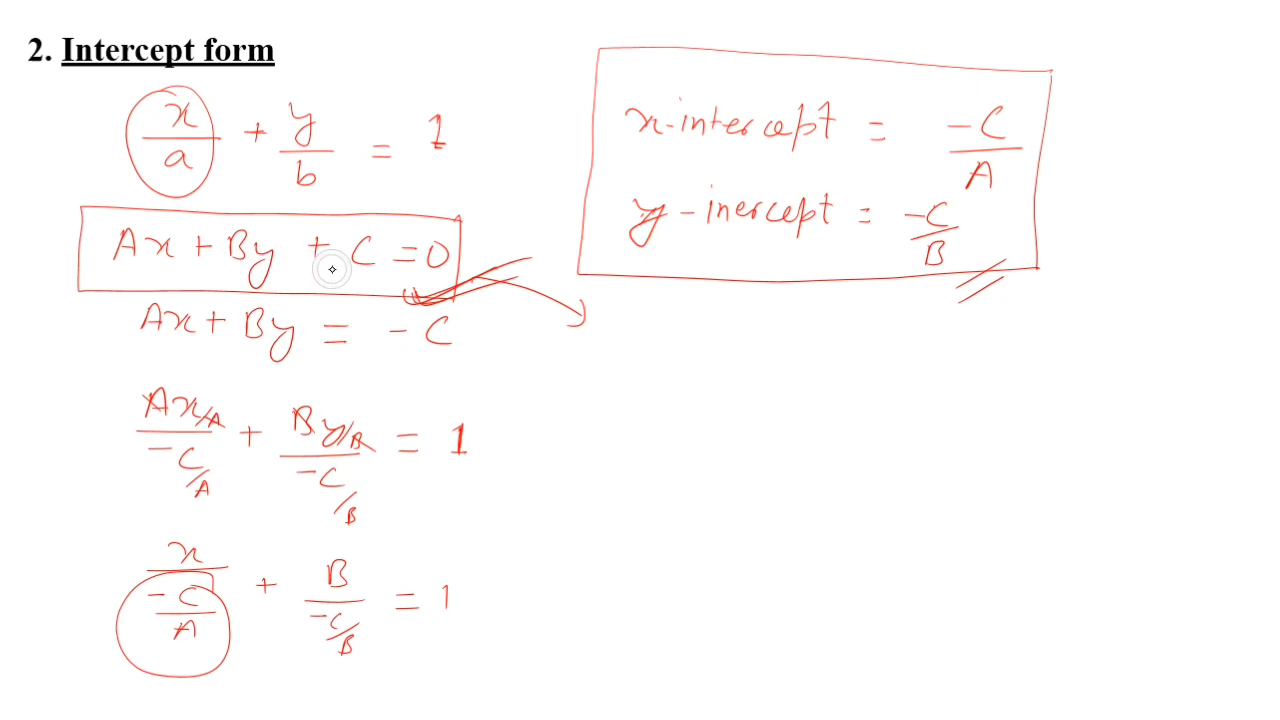 2. Intercept form
x/a + y/b = 1
Ax + By + C = 0
Ax + By = - C
Ax/A / -C/A + By/B / -C/B = 1
x / -C/A + B / -C/B = 1
x-intercept = -C/A
y-inercept = -C/B